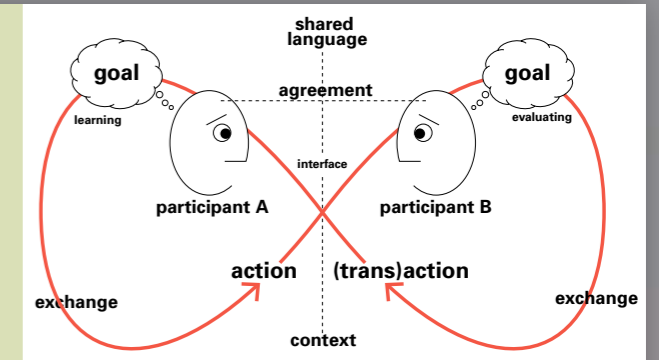 shared
language
goal
goal
agreement
learning
evaluating
interface
participant A
participant B
action
(trans)action
exchange
exchange
context